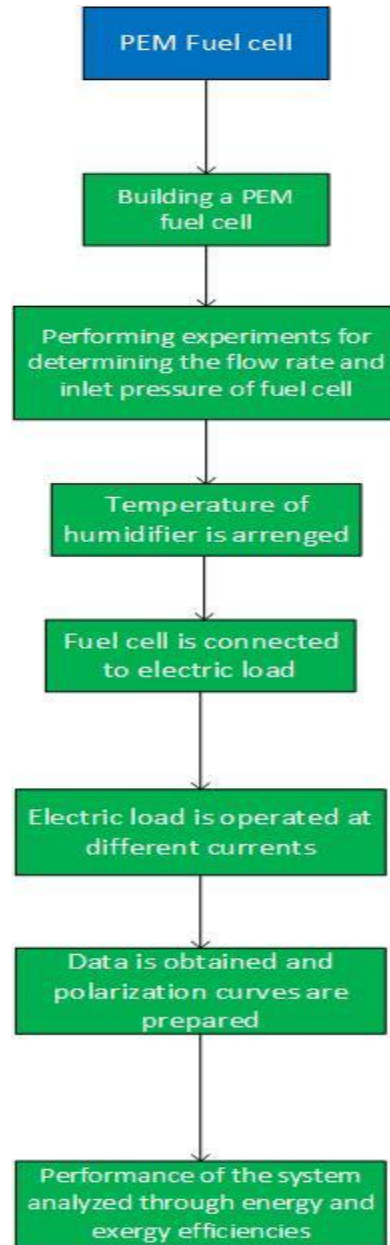 PEM Fuel cell
Building a PEM
fuel cell
Performing experiments for
determining the flow rate and
inlet pressure of fuel cell
Temperature of
humidifier is arrenged
Fuel cell is connected
to electric load
Electric load is operated at
different currents
Data is obtained and
polarization curves are
prepared
Performance of the system
analyzed through energy and
exergy efficiencies